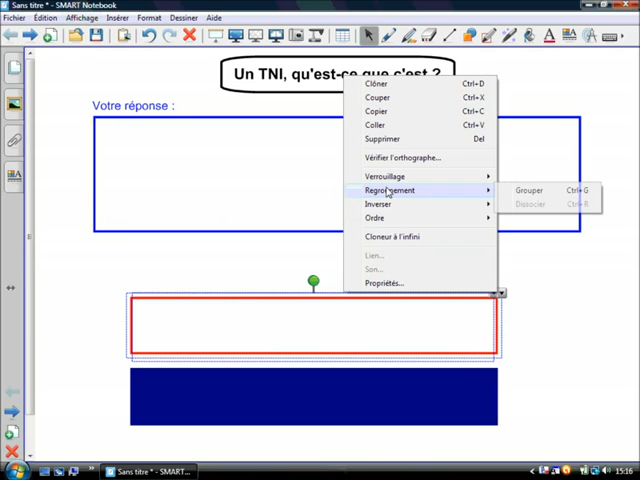 Sans titre * - SMART Notebook
Fichier Edition Affichage Insérer Format Dessiner Aide
Un TNI, qu'est-ce que c'est ?
Votre réponse :
Clôner Ctrl+D
Couper Ctrl+X
Copier Ctrl+C
Coller Ctrl+V
Supprimer Del
Vérifier l'orthographe...
Verrouillage
Regroupement
Grouper Ctrl+G
Inverser
Dissocier Ctrl+R
Ordre
Cloneur à l'infini
Lien...
Son...
Propriétés...
Sans titre * - SMART...
15:16